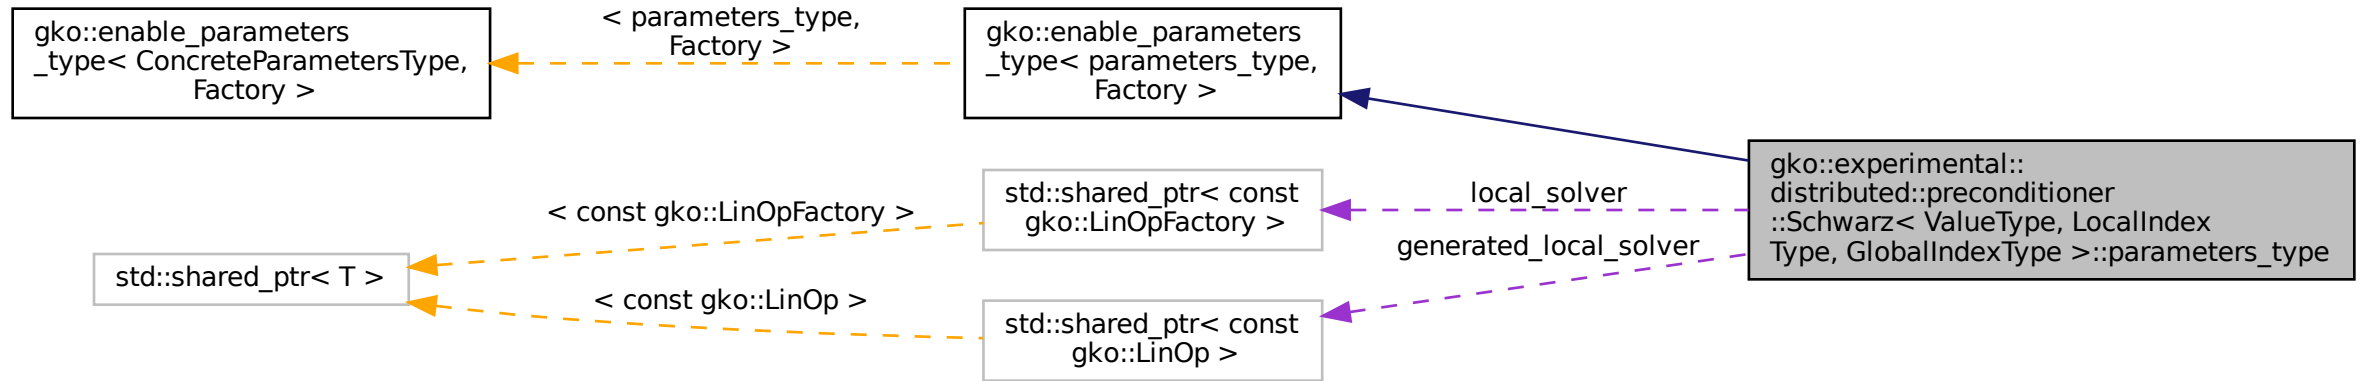 gko::enable_parameters
_type< ConcreteParametersType,
Factory >
< parameters_type,
Factory >
gko::enable_parameters
_type< parameters_type,
Factory >
gko::experimental::
distributed::preconditioner
::Schwarz< ValueType, LocalIndex
Type, GlobalIndexType >::parameters_type
std::shared_ptr< const
gko::LinOpFactory >
local_solver
< const gko::LinOpFactory >
generated_local_solver
std::shared_ptr< T >
< const gko::LinOp >
std::shared_ptr< const
gko::LinOp >